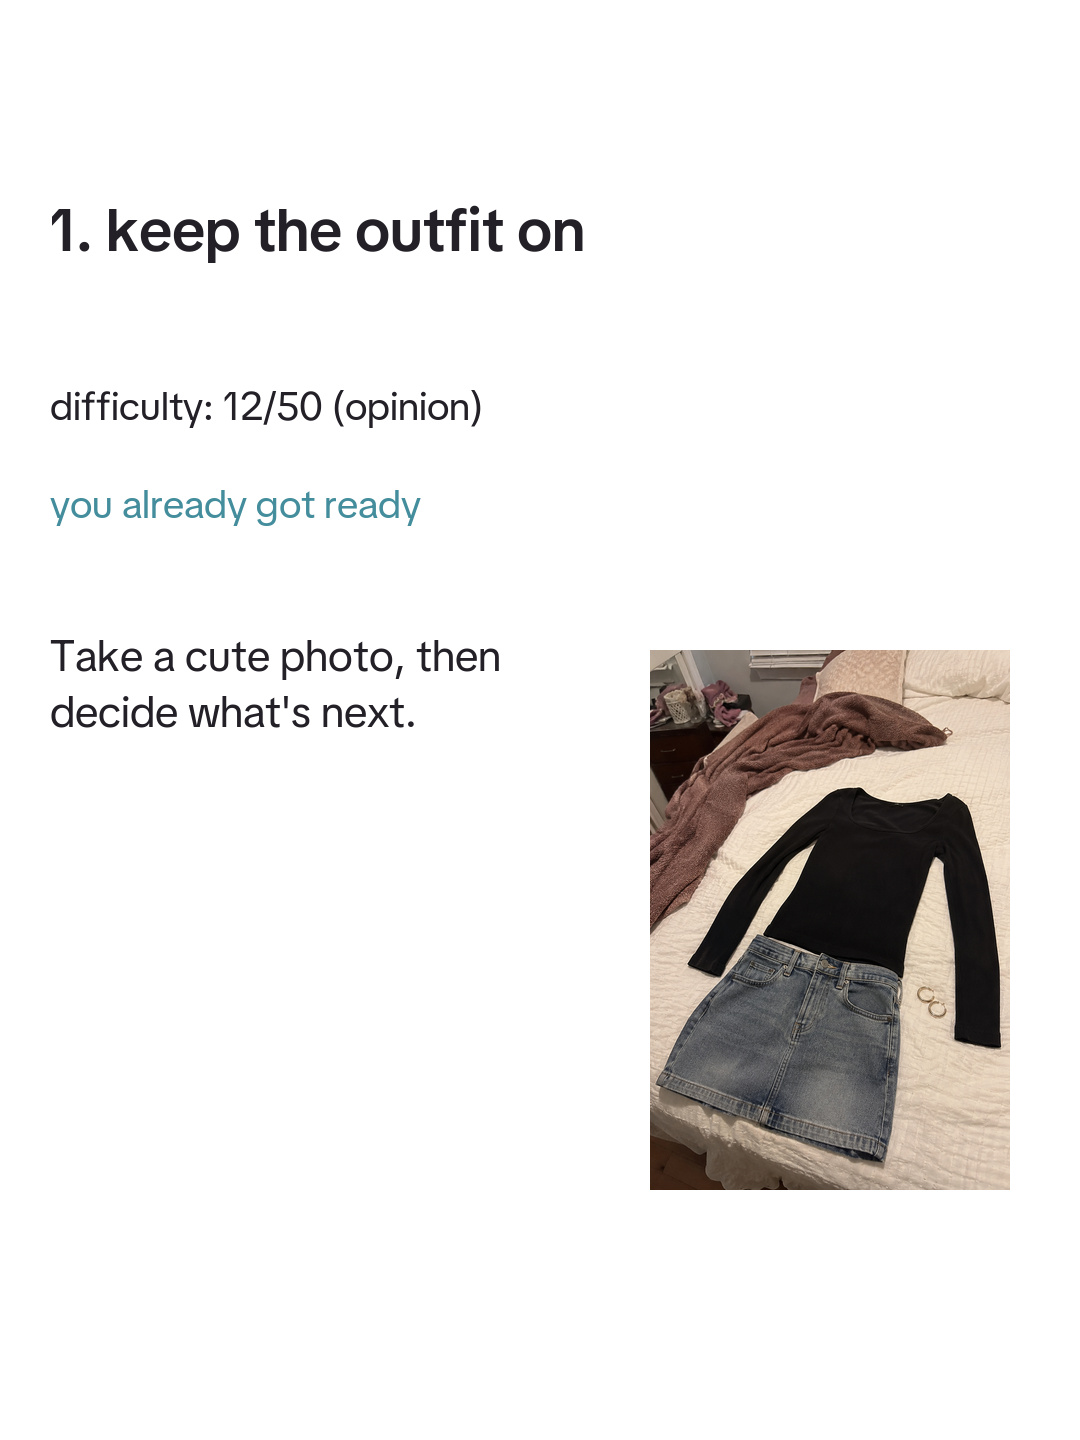 1. keep the outfit on
difficulty: 12/50 (opinion)
you already got ready
Take a cute photo, then
decide what's next.